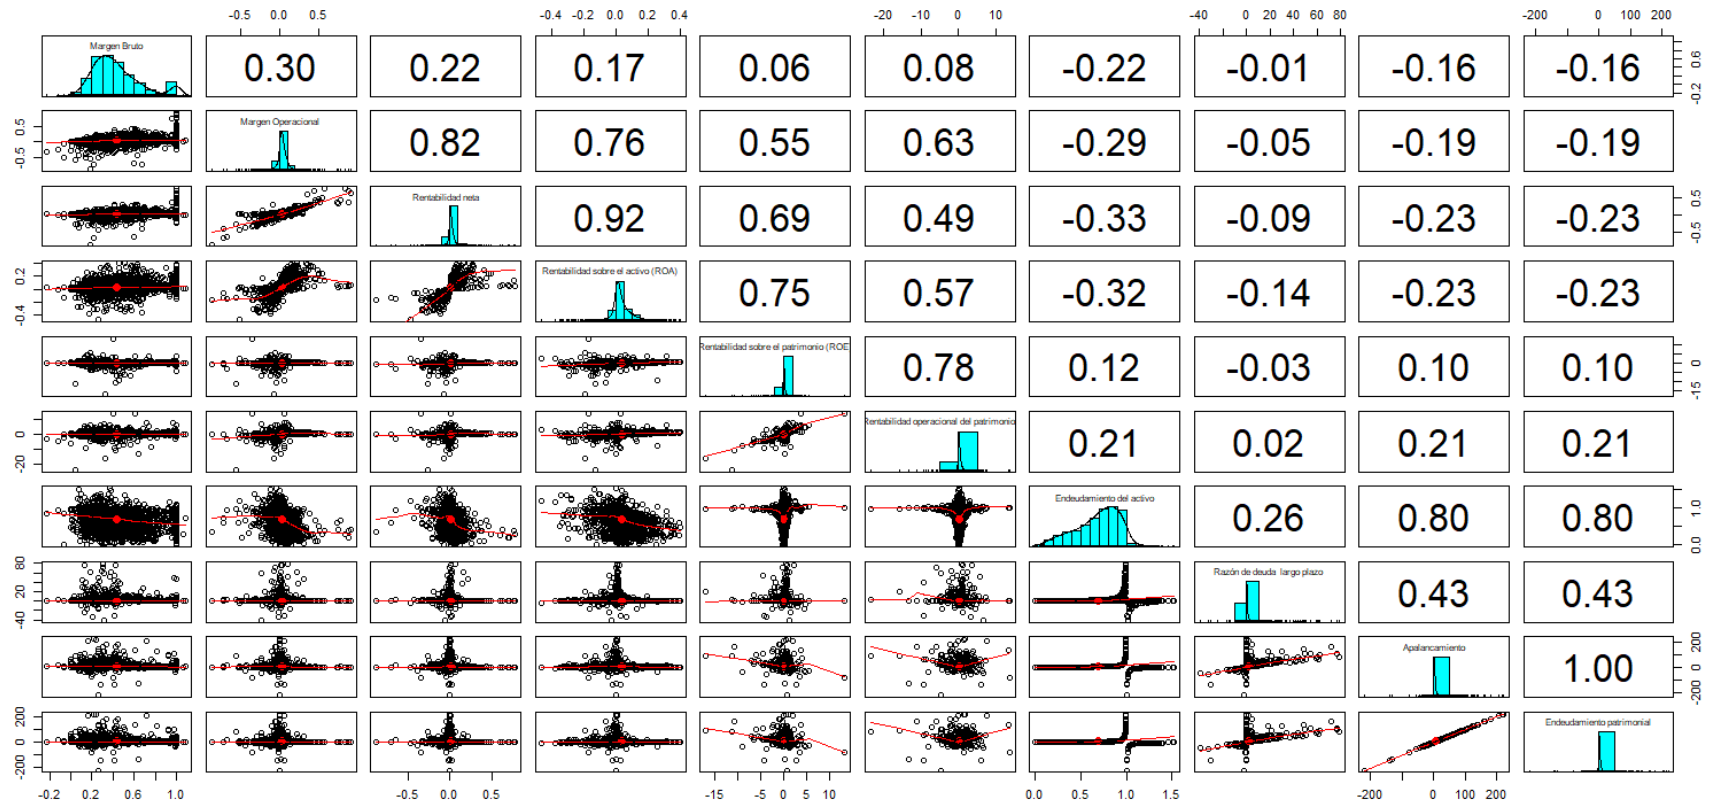 -0.5 0.0 0.5 -0.4 -0.2 0.0 0.2 0.4 -20 -10 0 10 -40 0 20 40 60 80 -200 0 100 200
Margen Bruto 0.30 0.22 0.17 0.06 0.08 -0.22 -0.01 -0.16 -0.16 -0.2 0.6
-0.5 0.5 Margen Operacional 0.82 0.76 0.55 0.63 -0.29 -0.05 -0.19 -0.19
Rentabilidad neta 0.92 0.69 0.49 -0.33 -0.09 -0.23 -0.23 -0.5 0.5
-0.4 0.2 Rentabilidad sobre el activo (ROA) 0.75 0.57 -0.32 -0.14 -0.23 -0.23
Rentabilidad sobre el patrimonio (ROE 0.78 0.12 -0.03 0.10 0.10 -15 0
-20 0 Rentabilidad operacional del patrimonio 0.21 0.02 0.21 0.21
Endeudamiento del activo 0.26 0.80 0.80 0.0 1.0
-40 20 80 Razón de deuda largo plazo 0.43 0.43
Apalancamiento 1.00 -200 0 200
-200 0 200 Endeudamiento patrimonial
-0.2 0.2 0.6 1.0 -0.5 0.0 0.5 -15 -5 0 5 10 0.0 0.5 1.0 1.5 -200 0 100 200